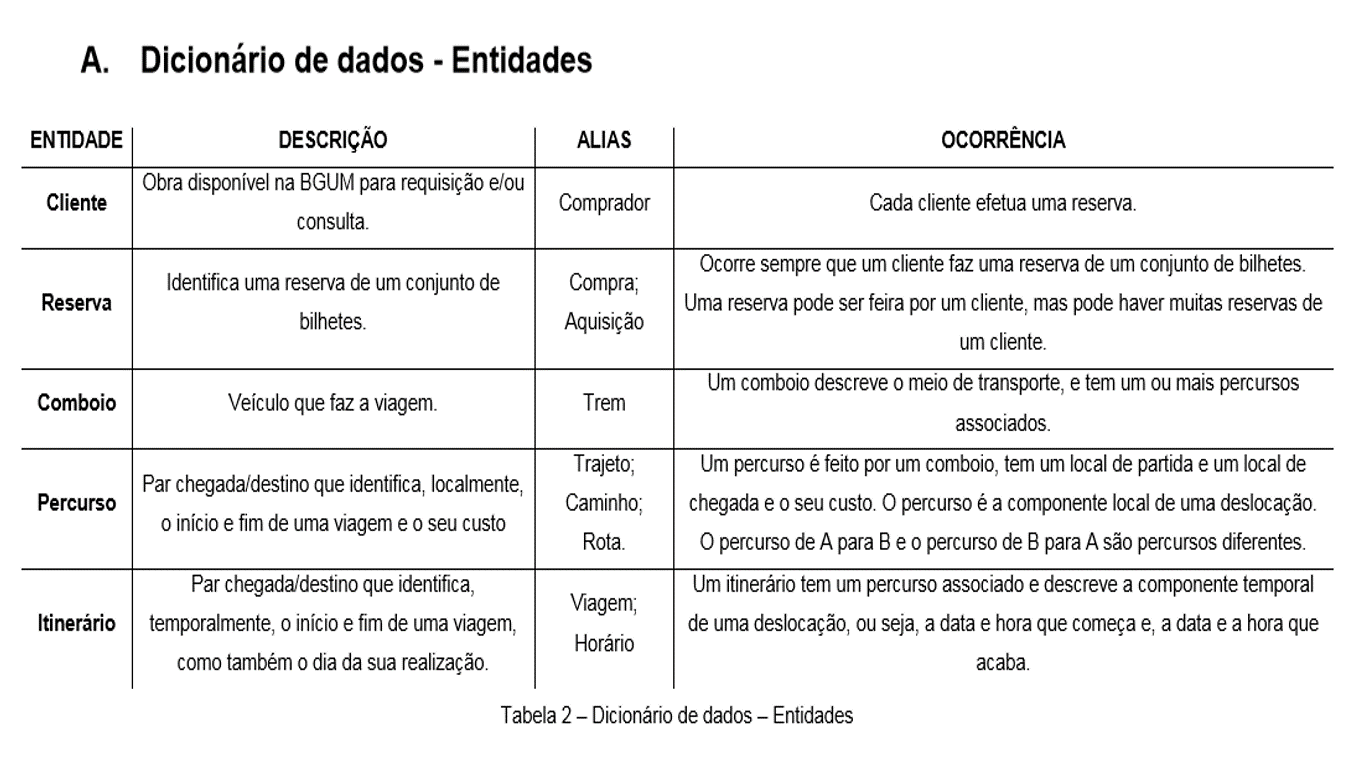 A. Dicionário de dados - Entidades
ENTIDADE DESCRIÇÃO ALIAS OCORRÊNCIA
Cliente
Obra disponível na BGUM para requisição e/ou
consulta.
Comprador
Cada cliente efetua uma reserva.
Reserva
Identifica uma reserva de um conjunto de
bilhetes.
Compra;
Aquisição
Ocorre sempre que um cliente faz uma reserva de um conjunto de bilhetes.
Uma reserva pode ser feira por um cliente, mas pode haver muitas reservas de
um cliente.
Comboio
Veículo que faz a viagem.
Trem
Um comboio descreve o meio de transporte, e tem um ou mais percursos
associados.
Percurso
Par chegada/destino que identifica, localmente,
o início e fim de uma viagem e o seu custo
Trajeto;
Caminho;
Rota.
Um percurso é feito por um comboio, tem um local de partida e um local de
chegada e o seu custo. O percurso é a componente local de uma deslocação.
O percurso de A para B e o percurso de B para A são percursos diferentes.
Itinerário
Par chegada/destino que identifica,
temporalmente, o início e fim de uma viagem,
como também o dia da sua realização.
Viagem;
Horário
Um itinerário tem um percurso associado e descreve a componente temporal
de uma deslocação, ou seja, a data e hora que começa e, a data e a hora que
acaba.
Tabela 2 – Dicionário de dados – Entidades